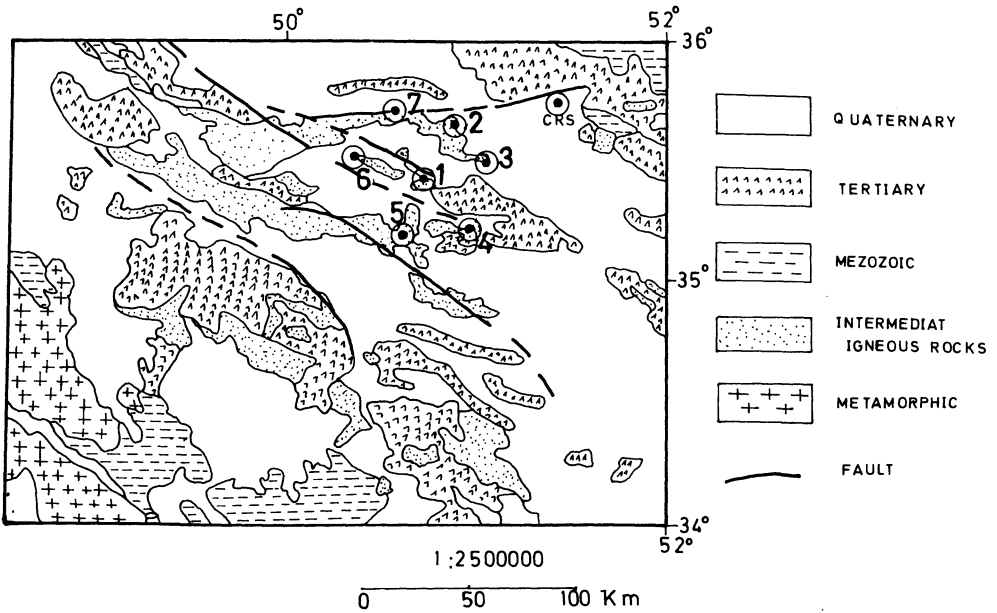 50°
52°
36°
7
2
CRS
3
1
6
5
4
35°
34°
52°
QUATERNARY
TERTIARY
MEZOZOIC
INTERMEDIAT
IGNEOUS ROCKS
METAMORPHIC
FAULT
1:2500000
0 50 100 Km